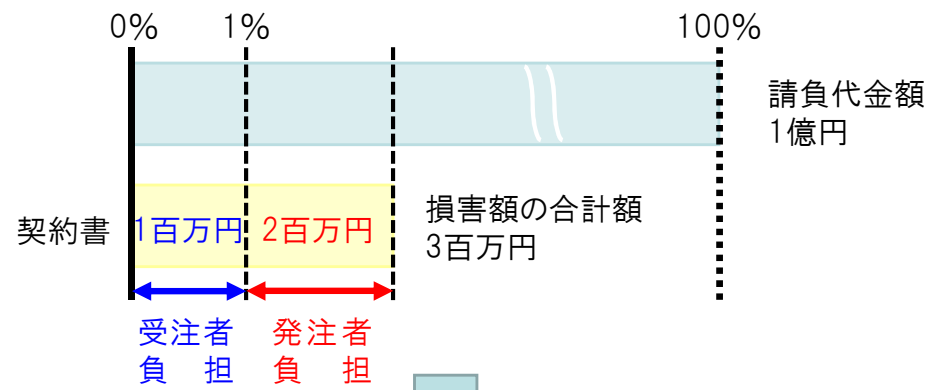 0% 1% 100%
請負代金額
1億円
契約書 1百万円 2百万円
損害額の合計額
3百万円
受注者 発注者
負 担 負 担